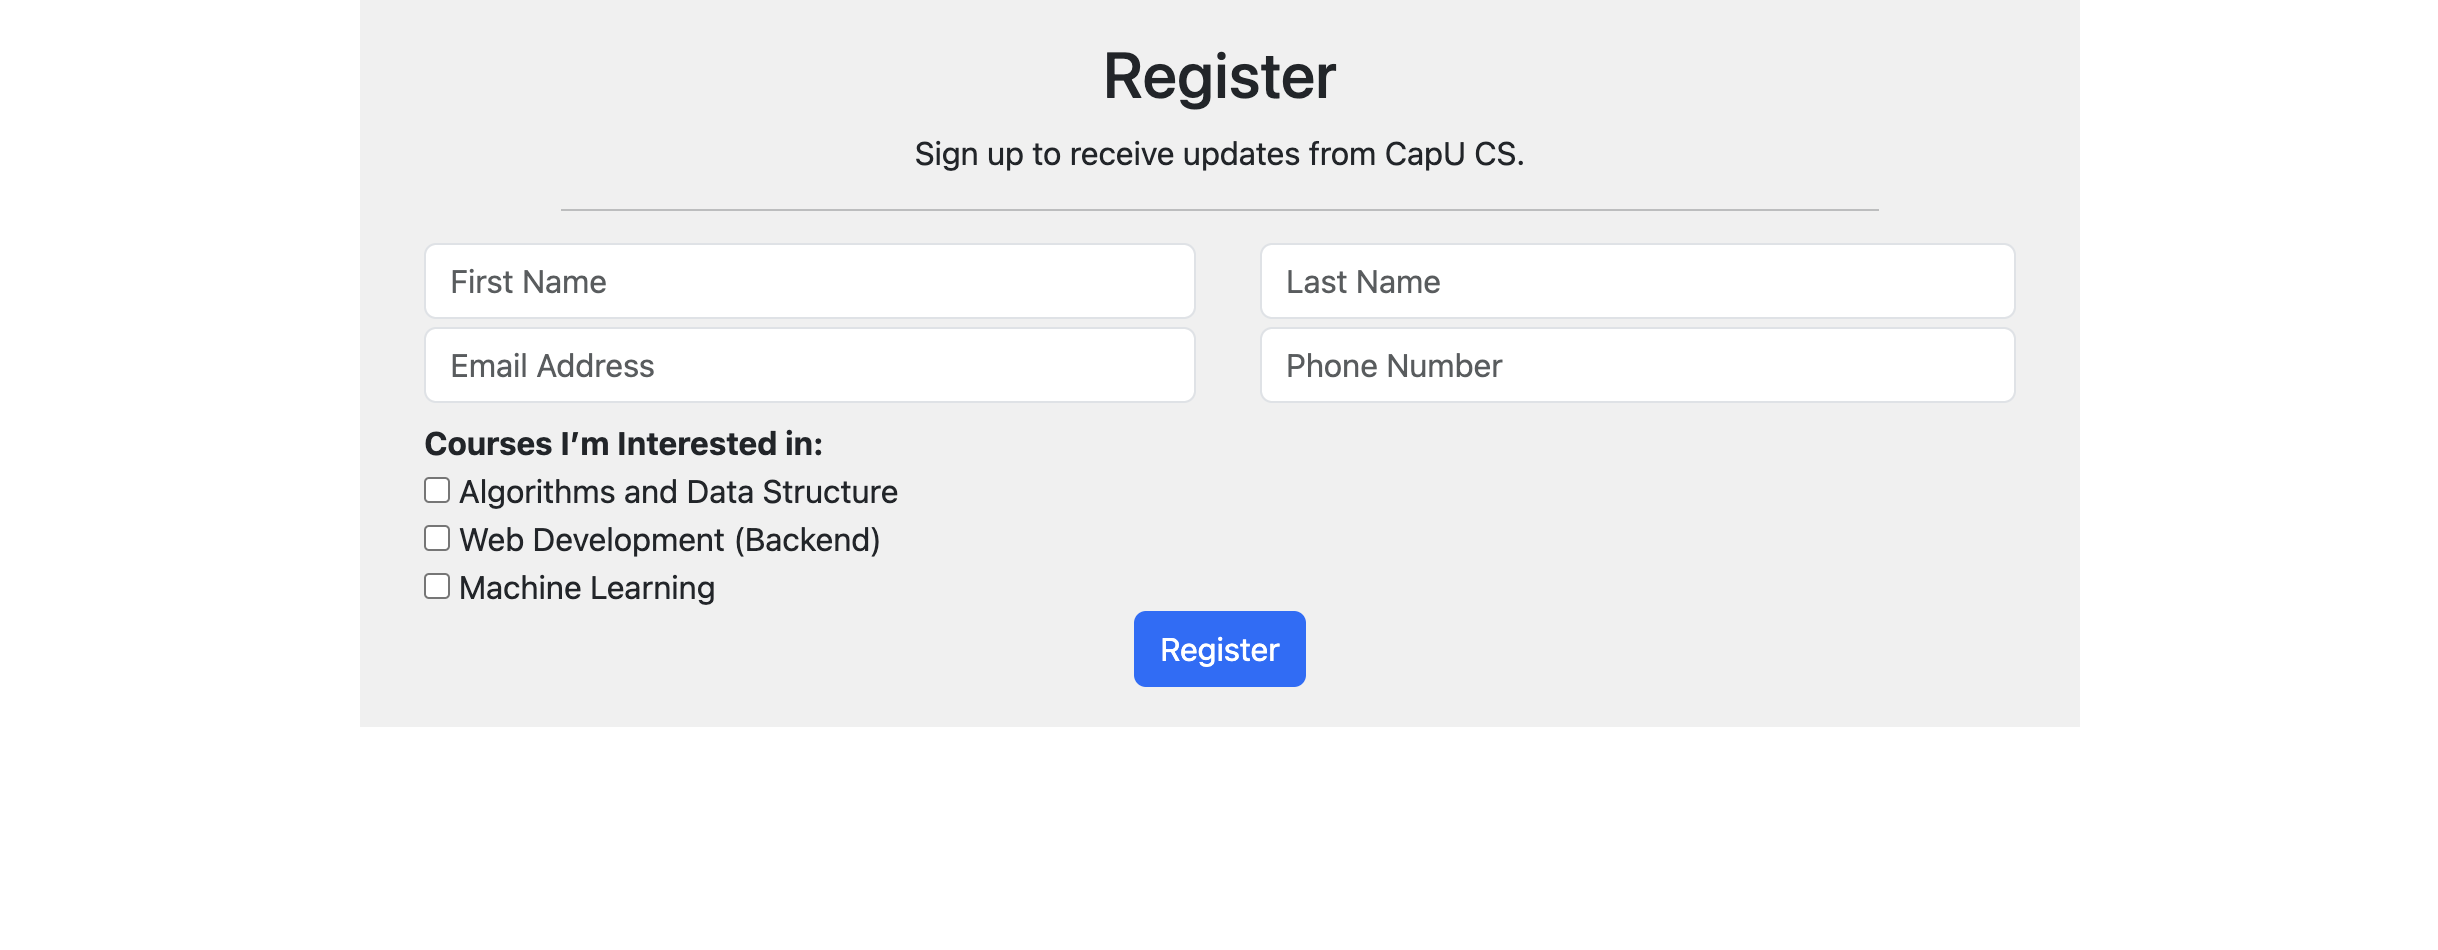 Register
Sign up to receive updates from CapU CS.
First Name
Last Name
Email Address
Phone Number
Courses I’m Interested in:
Algorithms and Data Structure
Web Development (Backend)
Machine Learning
Register